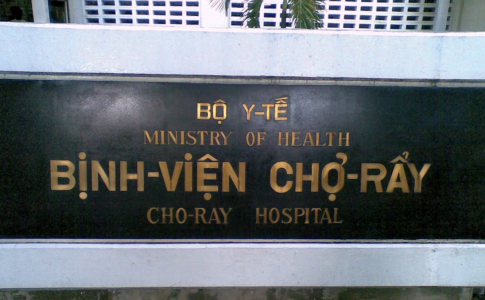 BỘ Y-TẾ
MINISTRY OF HEALTH
BỊNH-VIỆN CHỢ-RẨY
CHO-RAY HOSPITAL